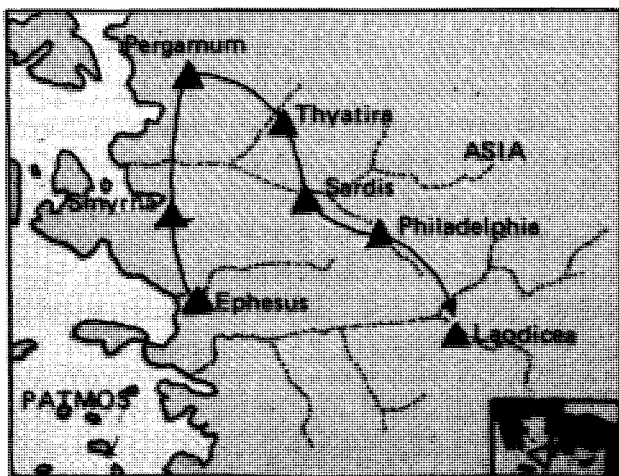 Pergamum
Thyatira
ASIA
Sardis
Smyrna
Philadelphia
Ephesus
Laodicea
PATMOS